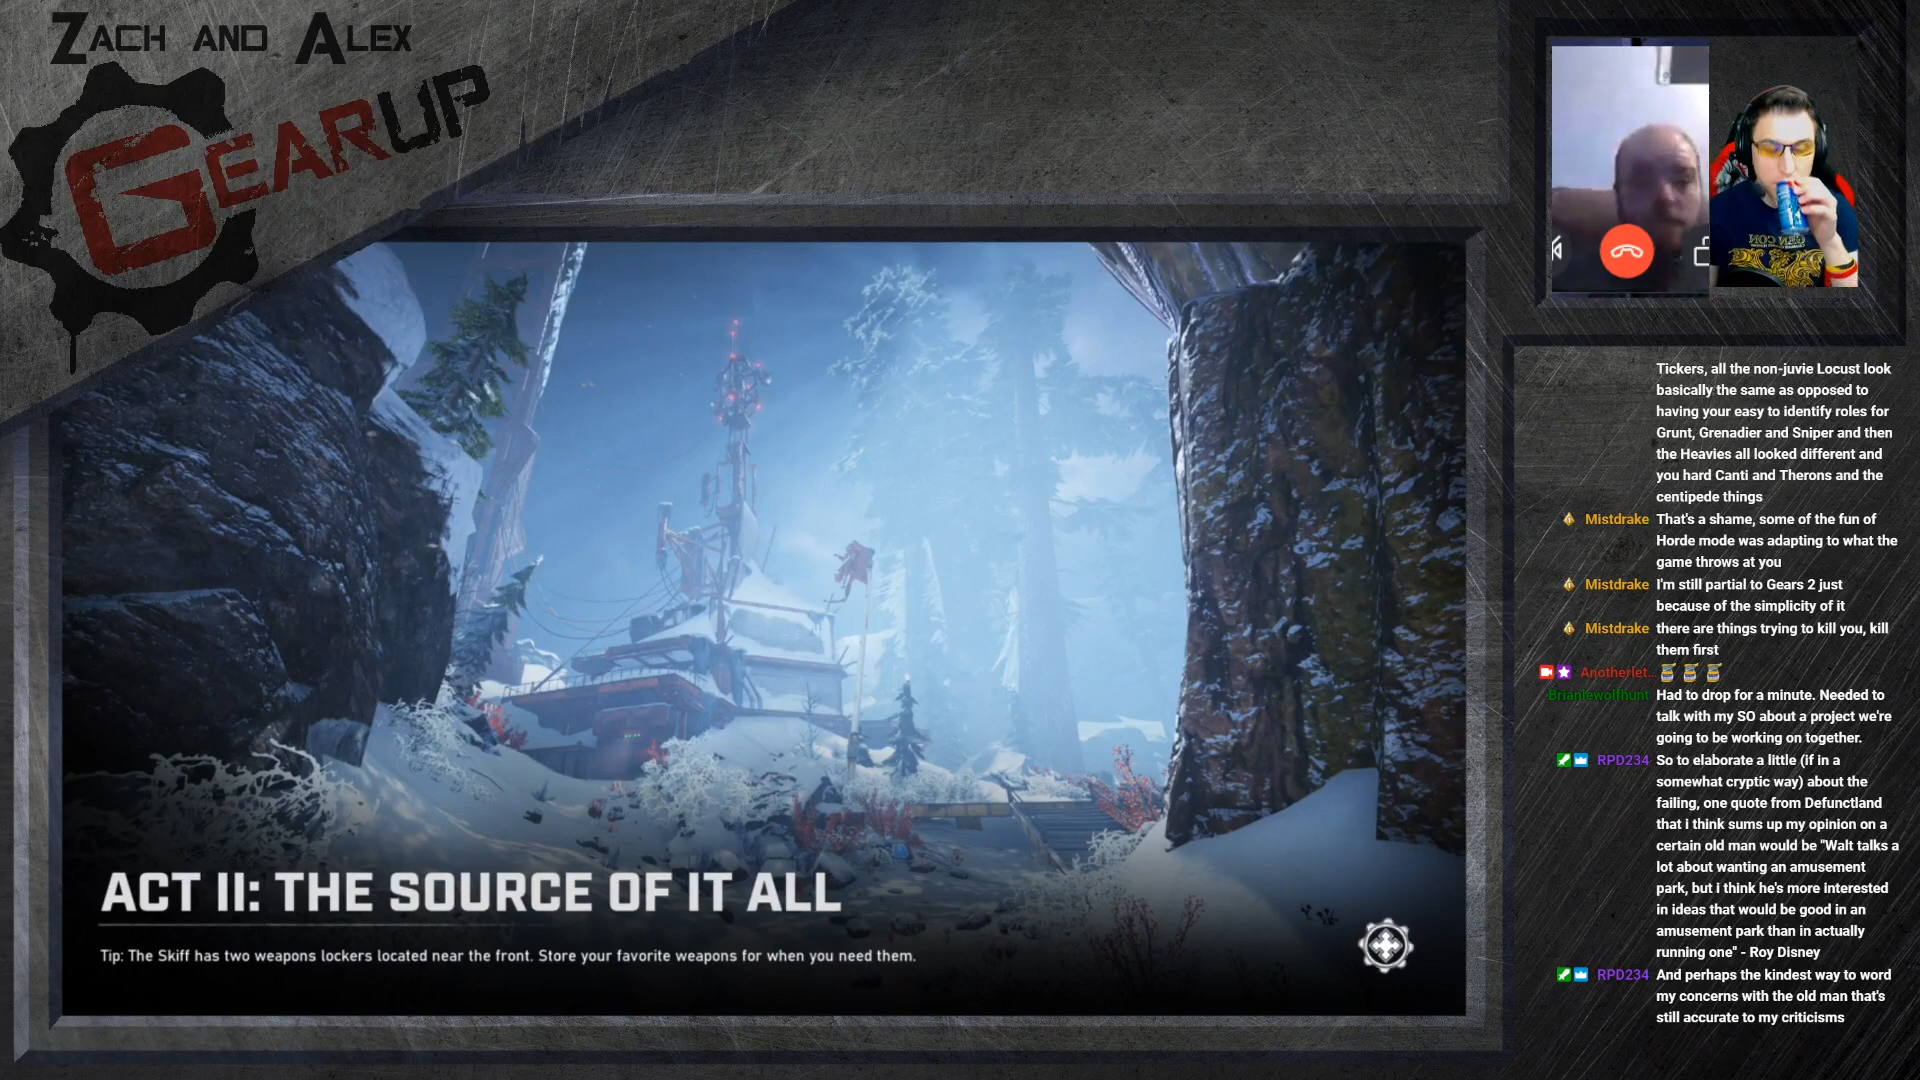 Zach and Alex
GearUp
GEN CON
Tickers, all the non-juvie Locust look
basically the same as opposed to
having your easy to identify roles for
Grunt, Grenadier and Sniper and then
the Heavies all looked different and
you hard Canti and Therons and the
centipede things
Mistdrake That's a shame, some of the fun of
Horde mode was adapting to what the
game throws at you
Mistdrake I'm still partial to Gears 2 just
because of the simplicity of it
Mistdrake there are things trying to kill you, kill
them first
Anotherlet...
Brianiewolfhunt Had to drop for a minute. Needed to
talk with my SO about a project we're
going to be working on together.
RPD234 So to elaborate a little (if in a
somewhat cryptic way) about the
failing, one quote from Defunctland
that i think sums up my opinion on a
certain old man would be "Walt talks a
lot about wanting an amusement
park, but i think he's more interested
in ideas that would be good in an
amusement park than in actually
running one" - Roy Disney
RPD234 And perhaps the kindest way to word
my concerns with the old man that's
still accurate to my criticisms
ACT II: THE SOURCE OF IT ALL
Tip: The Skiff has two weapons lockers located near the front. Store your favorite weapons for when you need them.